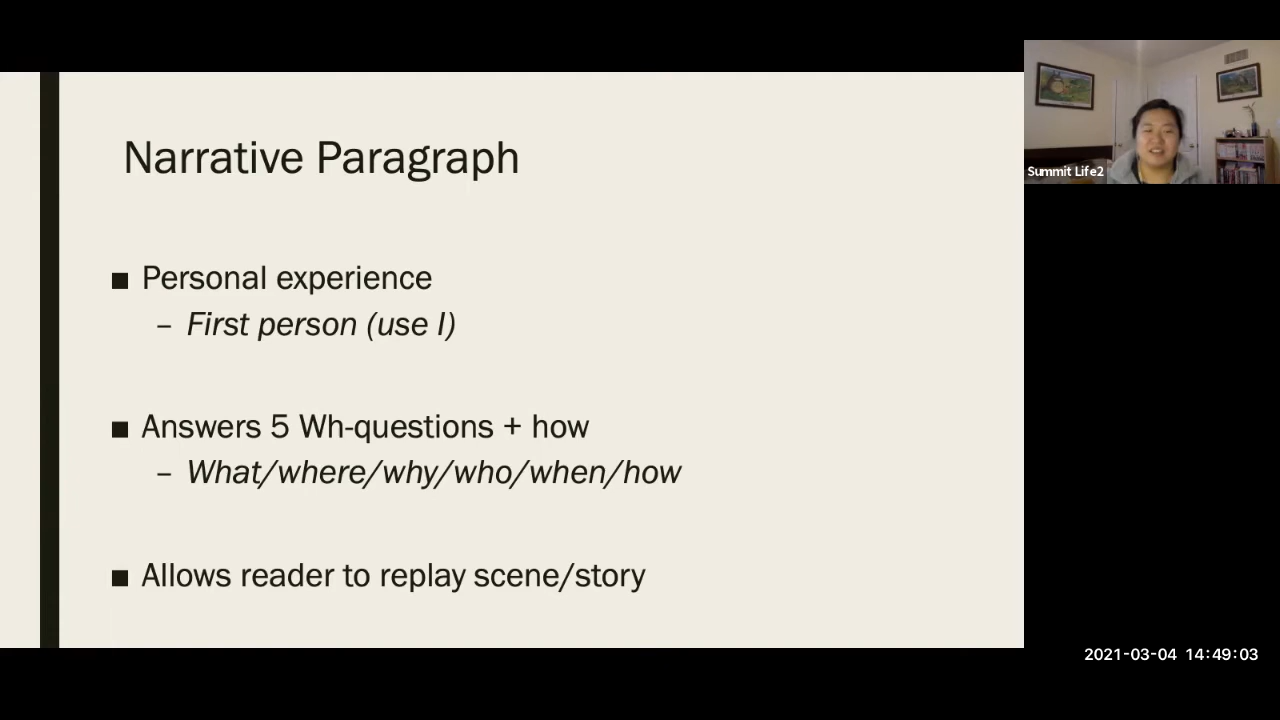 Narrative Paragraph
■ Personal experience
– First person (use I)
■ Answers 5 Wh-questions + how
– What/where/why/who/when/how
■ Allows reader to replay scene/story
Summit Life2
2021-03-04 14:49:03